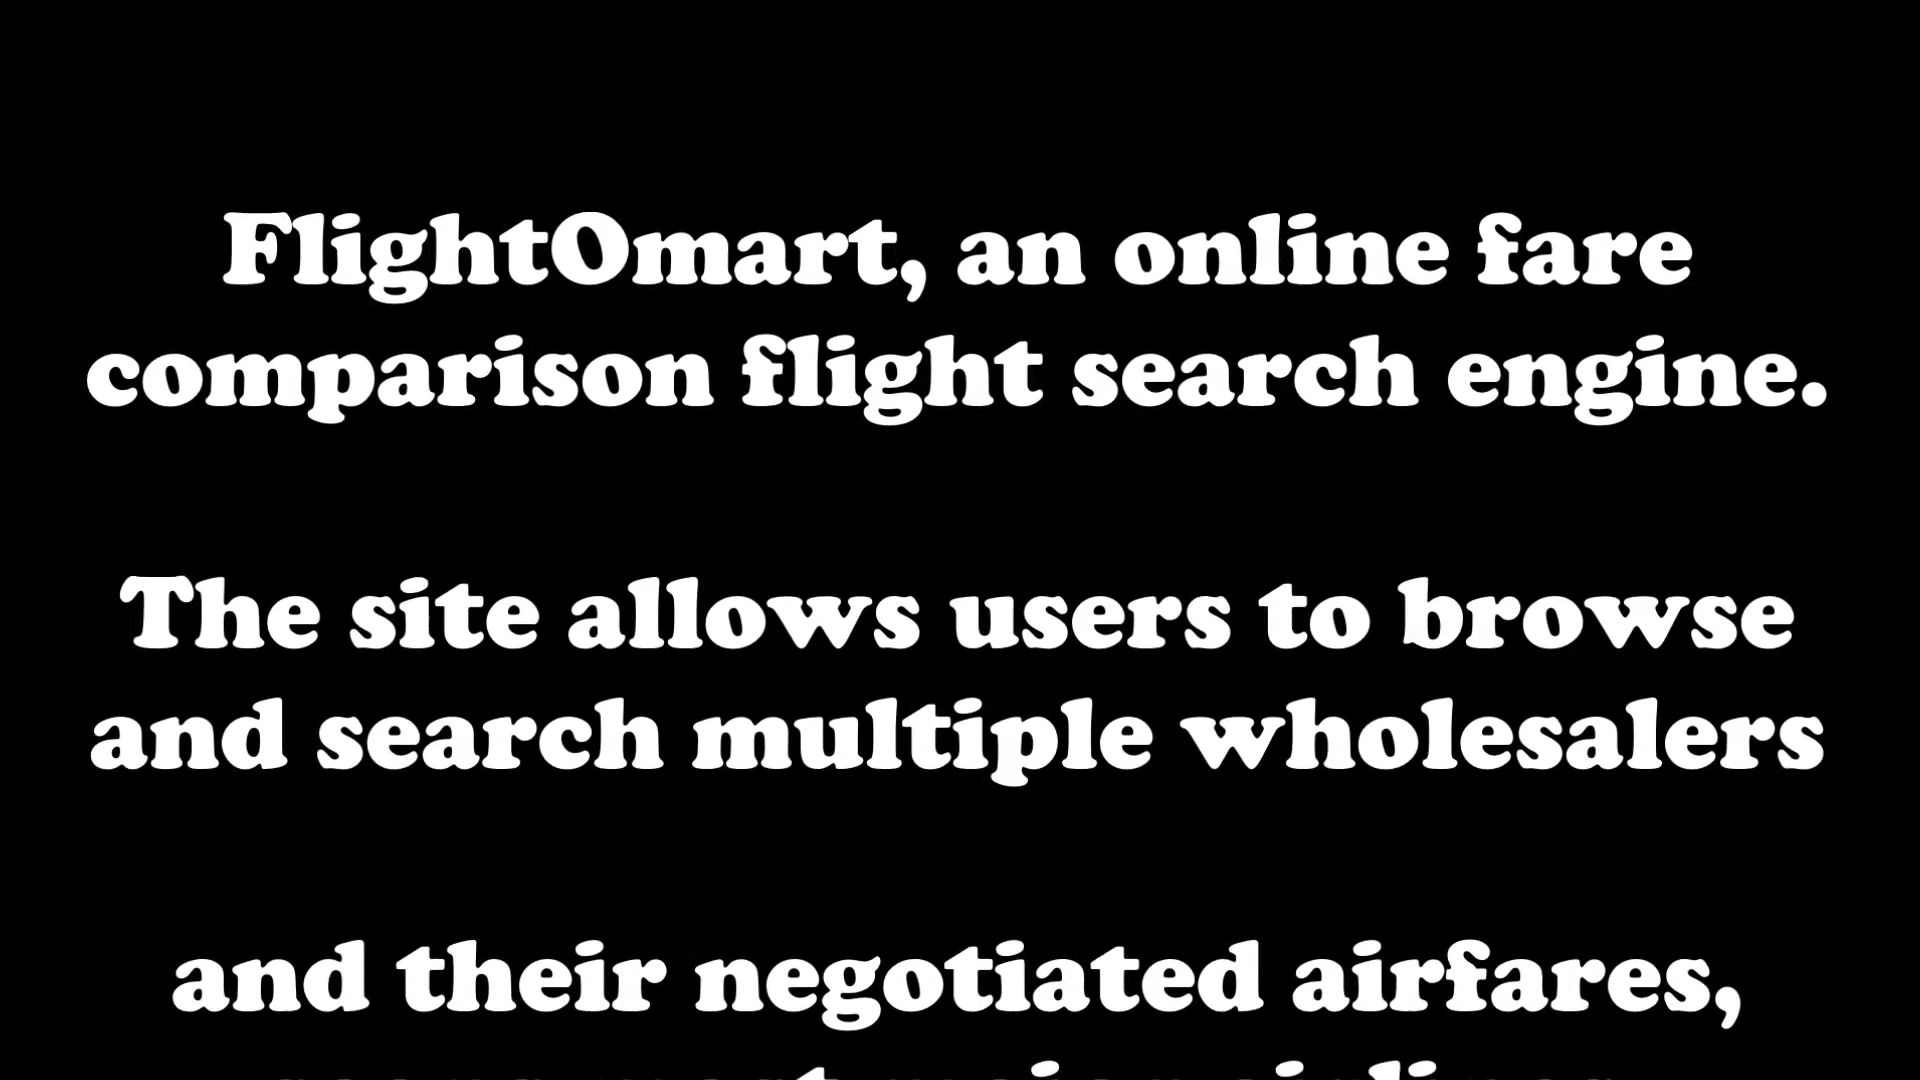 FlightOmart, an online fare
comparison flight search engine.
The site allows users to browse
and search multiple wholesalers
and their negotiated airfares,